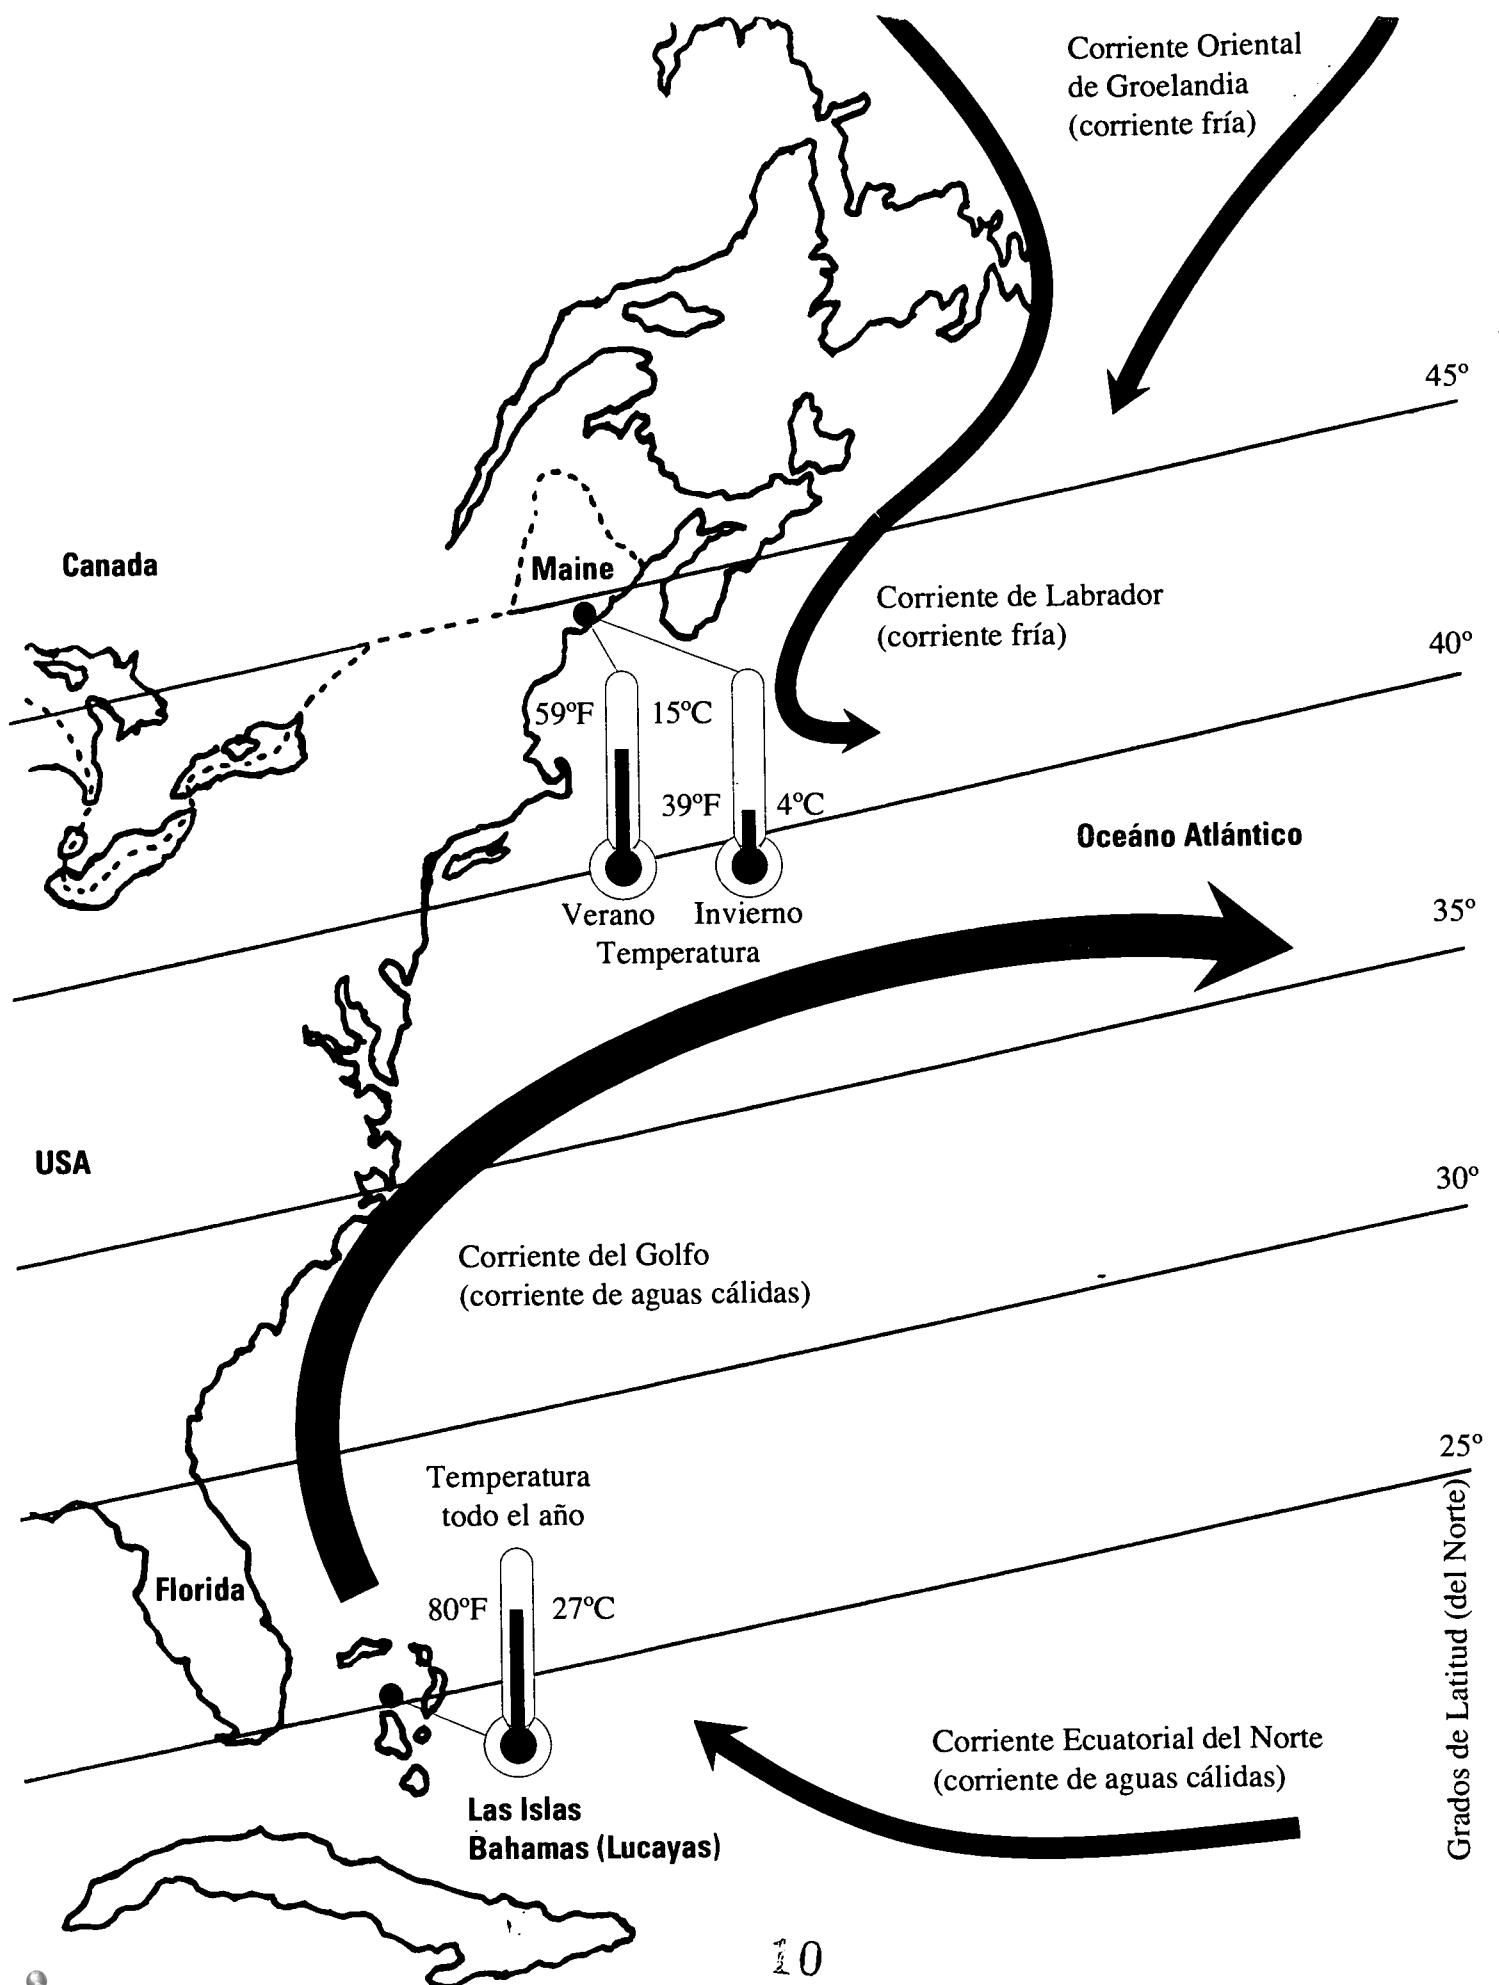 Corriente Oriental
de Groelandia
(corriente fría)
45º
Canada
Maine
Corriente de Labrador
(corriente fría)
40º
59ºF
15ºC
39ºF
4ºC
Verano
Invierno
Temperatura
Oceáno Atlántico
35º
USA
30º
Corriente del Golfo
(corriente de aguas cálidas)
25º
Temperatura
todo el año
Florida
80ºF
27ºC
Grados de Latitud (del Norte)
Corriente Ecuatorial del Norte
(corriente de aguas cálidas)
Las Islas
Bahamas (Lucayas)
10